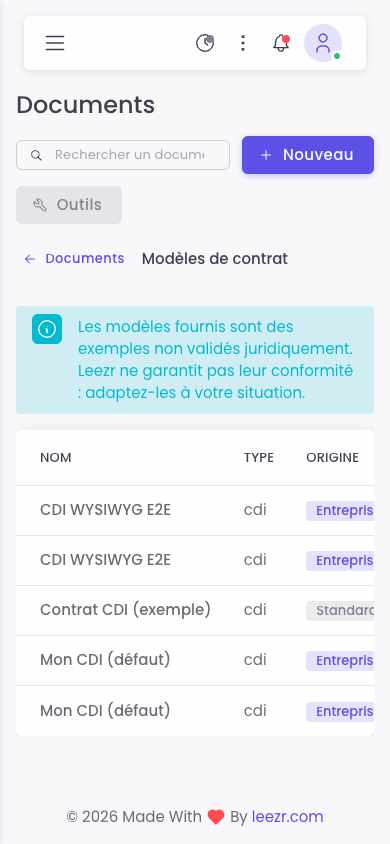 Documents
Rechercher un docume
Nouveau
Outils
Documents Modèles de contrat
Les modèles fournis sont des
exemples non validés juridiquement.
Leezr ne garantit pas leur conformité
: adaptez-les à votre situation.
NOM TYPE ORIGINE
CDI WYSIWYG E2E cdi Entrepris
CDI WYSIWYG E2E cdi Entrepris
Contrat CDI (exemple) cdi Standard
Mon CDI (défaut) cdi Entrepris
Mon CDI (défaut) cdi Entrepris
© 2026 Made With By leezr.com